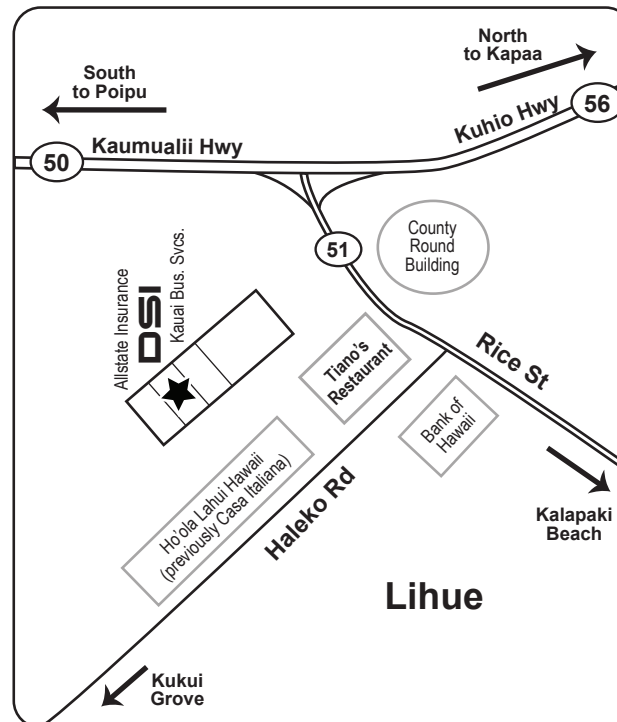 North
to Kapaa
South
to Poipu
56
Kuhio Hwy
Kaumualii Hwy
50
County
Round
Building
51
Allstate Insurance
DSI
Kauai Bus. Svcs.
Tiano's
Restaurant
Rice St
Bank of
Hawaii
Ho'ola Lahui Hawaii
(previously Casa Italiana)
Haleko Rd
Kalapaki
Beach
Lihue
Kukui
Grove